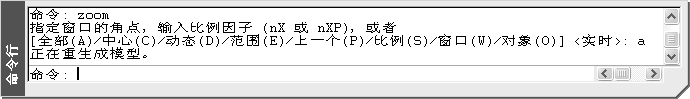 命令: zoom
指定窗口的角点，输入比例因子 (nX 或 nXP)，或者
[全部(A)/中心(C)/动态(D)/范围(E)/上一个(P)/比例(S)/窗口(W)/对象(O)] <实时>: a
正在重生成模型。
命令:
命令行